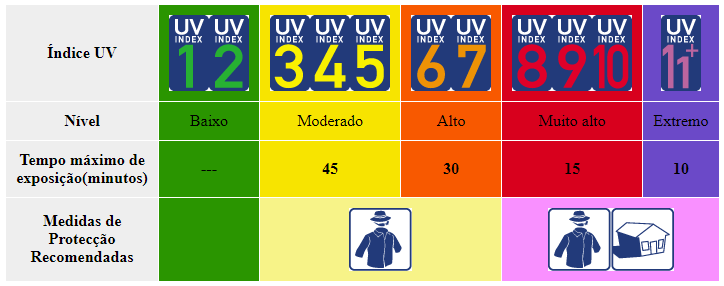 Índice UV
UV INDEX 1 UV INDEX 2 UV INDEX 3 UV INDEX 4 UV INDEX 5 UV INDEX 6 UV INDEX 7 UV INDEX 8 UV INDEX 9 UV INDEX 10 UV INDEX 11+
Nível Baixo Moderado Alto Muito alto Extremo
Tempo máximo de
exposição(minutos) --- 45 30 15 10
Medidas de
Protecção
Recomendadas